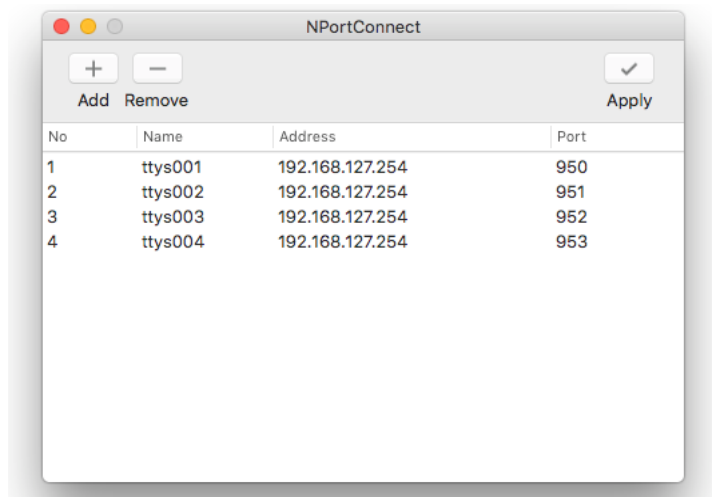 NPortConnect
Add Remove Apply
No Name Address Port
1 ttys001 192.168.127.254 950
2 ttys002 192.168.127.254 951
3 ttys003 192.168.127.254 952
4 ttys004 192.168.127.254 953